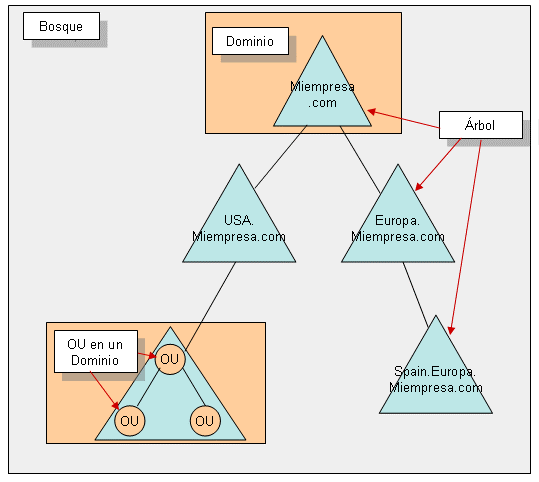 Bosque
Dominio
Miempresa
.com
Árbol
USA.
Miempresa.com
Europa.
Miempresa.com
OU en un
Dominio
OU
OU
OU
Spain.Europa.
Miempresa.com